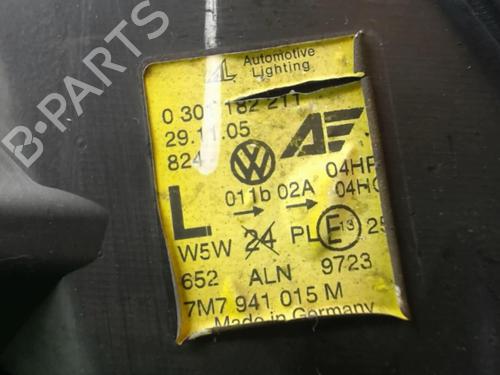 AL Automotive
Lighting
0 301 182 211
29.11.05
824
04HR
011b 02A 04HC
L
W5W 24 PL E13 25
652 ALN 9723
7M7 941 015 M
Made in Germany
B-PARTS